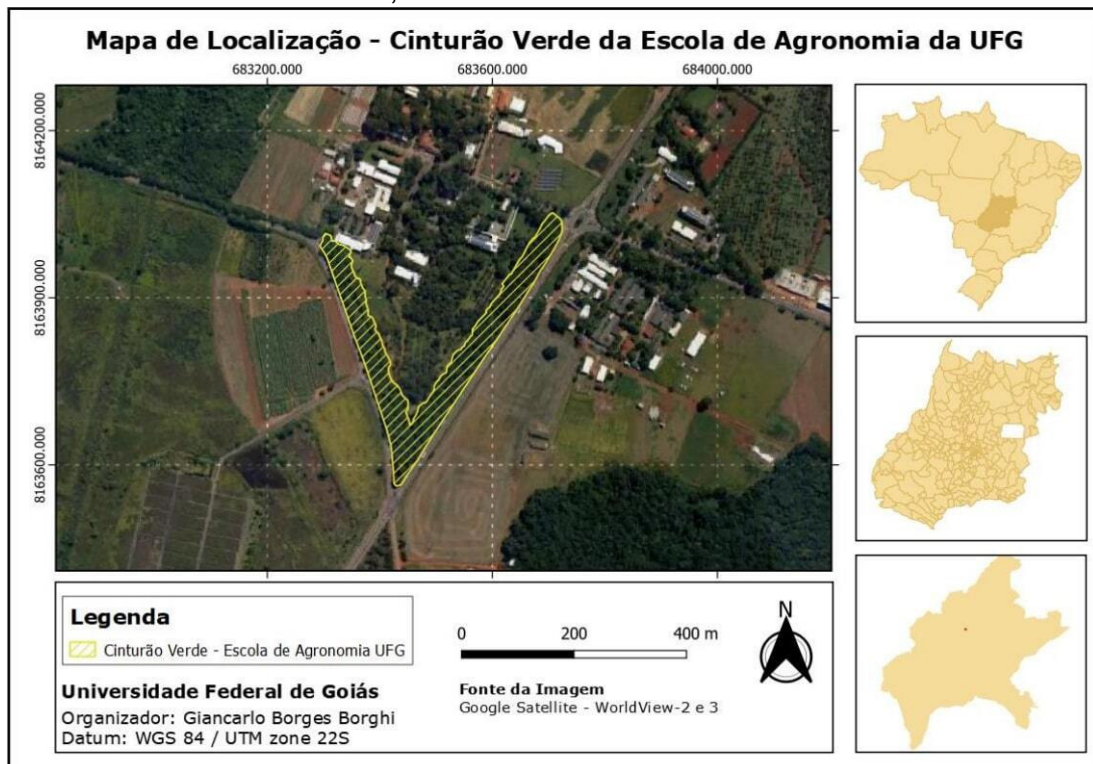 Mapa de Localização - Cinturão Verde da Escola de Agronomia da UFG
683200.000
683600.000
684000.000
8164200.000
8163900.000
8163600.000
Legenda
Cinturão Verde - Escola de Agronomia UFG
Universidade Federal de Goiás
Organizador: Giancarlo Borges Borghi
Datum: WGS 84 / UTM zone 22S
0 200 400 m
Fonte da Imagem
Google Satellite - WorldView-2 e 3
N